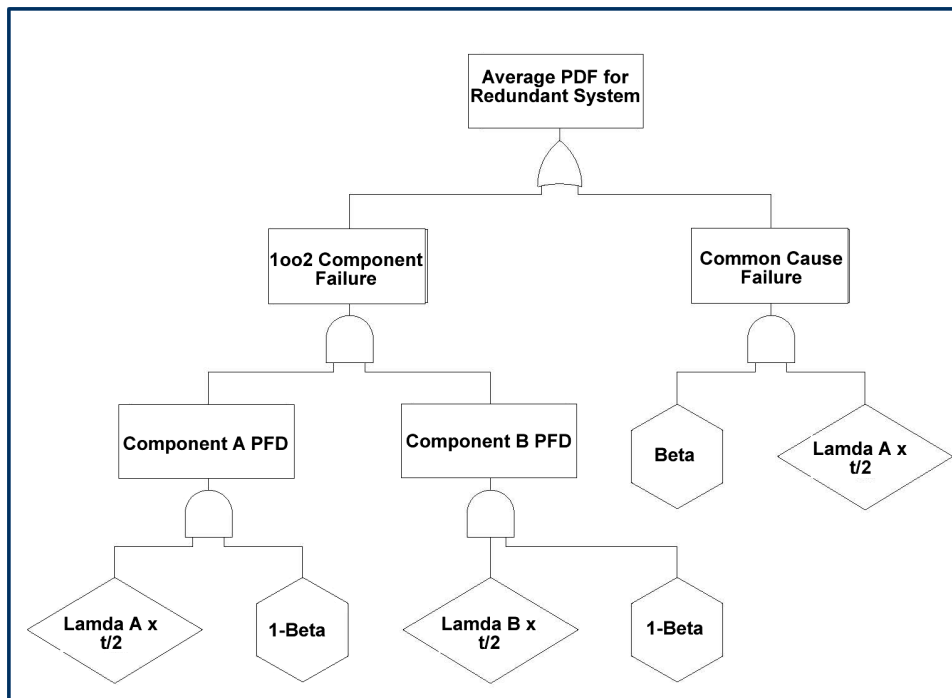 Average PDF for
Redundant System
1oo2 Component
Failure
Common Cause
Failure
Component A PFD
Component B PFD
Beta
Lamda A x
t/2
Lamda A x
t/2
1-Beta
Lamda B x
t/2
1-Beta